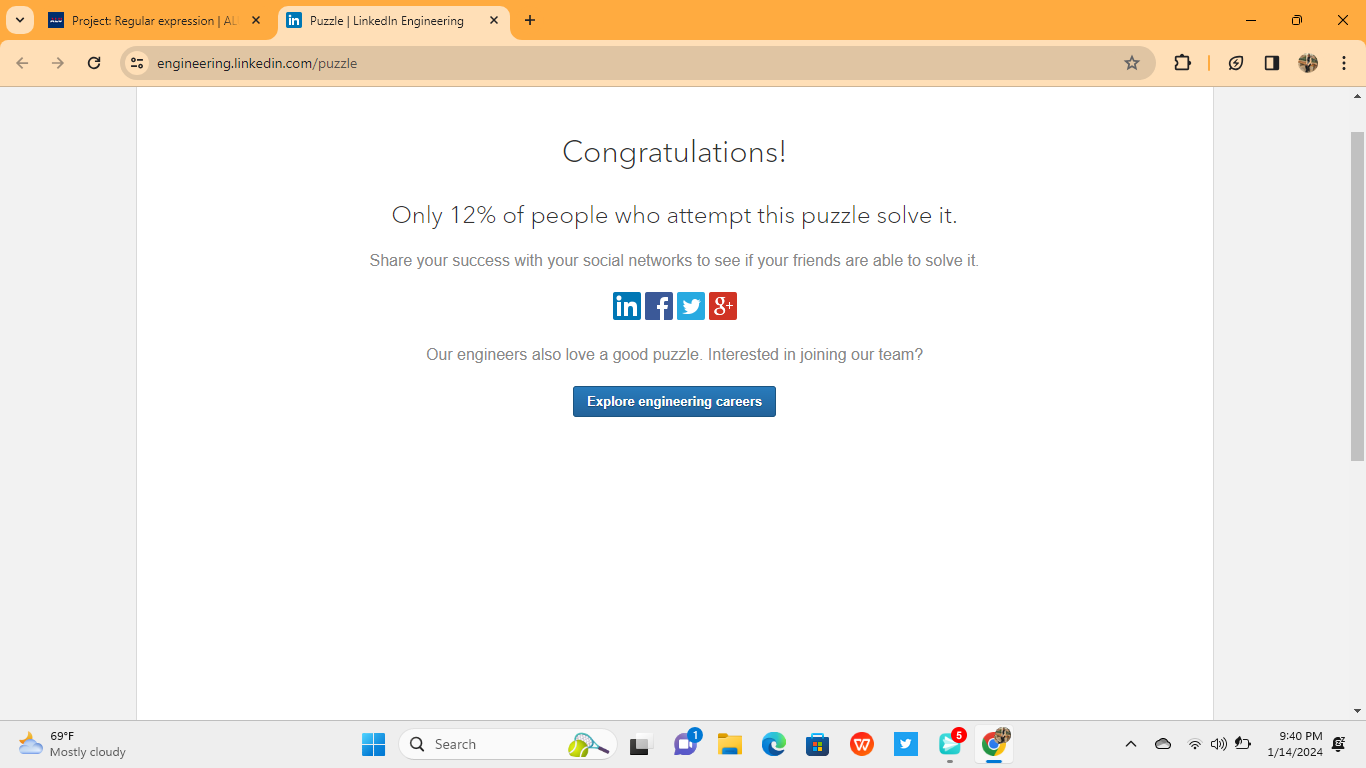 Project: Regular expression | AL
Puzzle | LinkedIn Engineering
engineering.linkedin.com/puzzle
Congratulations!
Only 12% of people who attempt this puzzle solve it.
Share your success with your social networks to see if your friends are able to solve it.
in f g+
Our engineers also love a good puzzle. Interested in joining our team?
Explore engineering careers
69°F
Mostly cloudy
Search
1
5
9:40 PM
1/14/2024